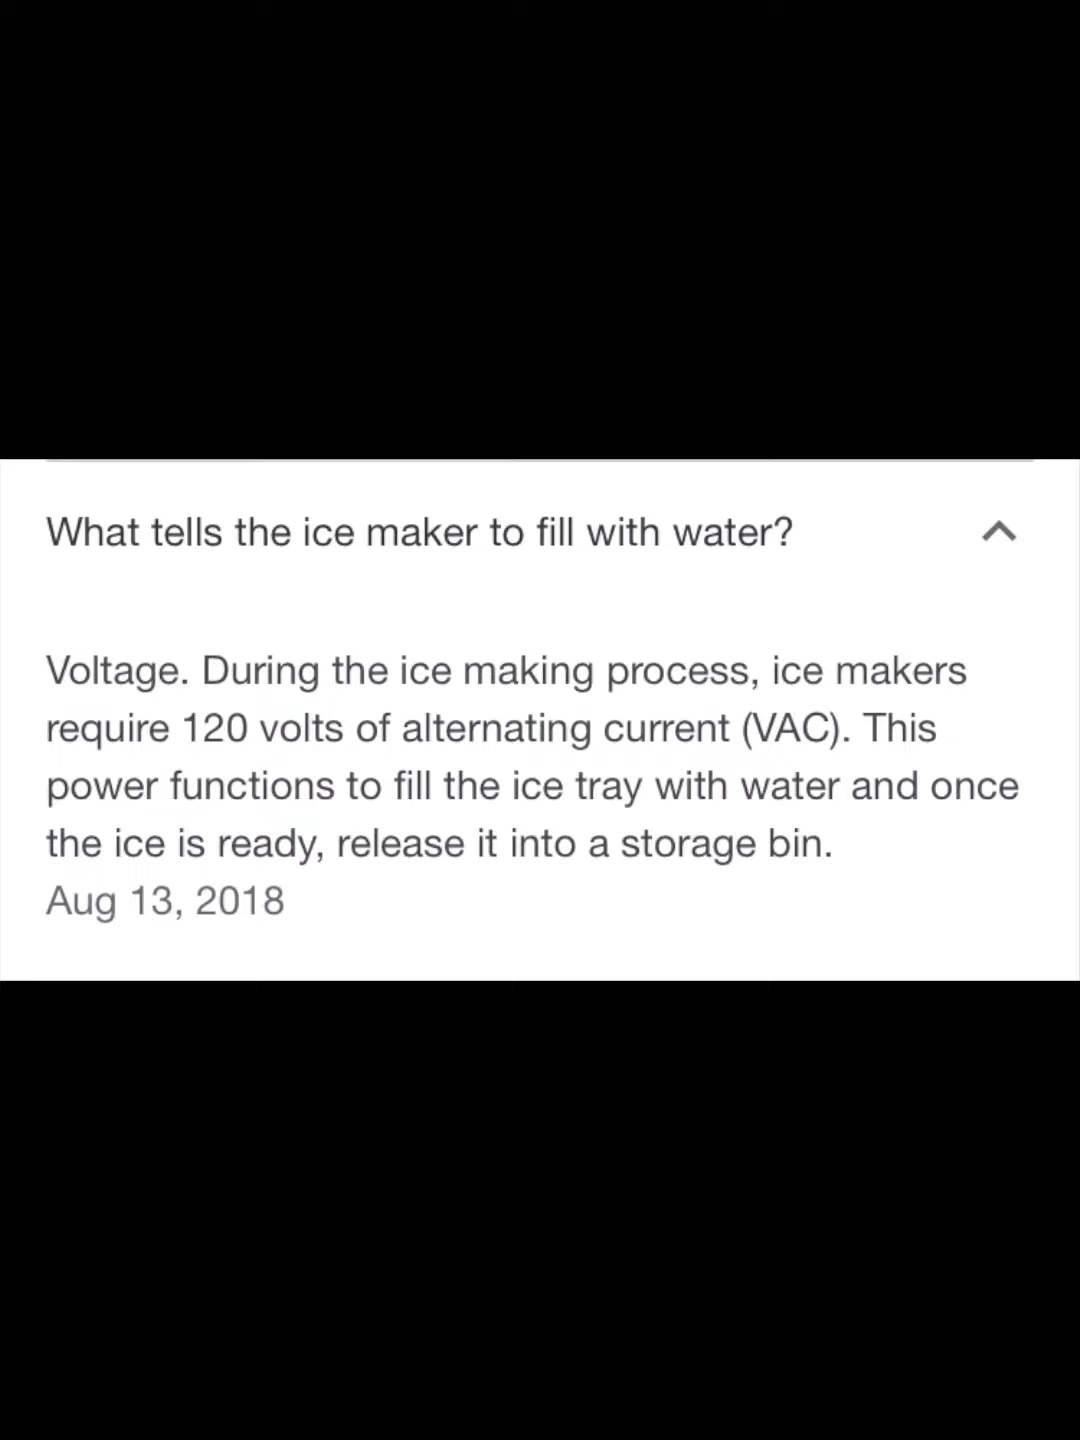 What tells the ice maker to fill with water?
Voltage. During the ice making process, ice makers
require 120 volts of alternating current (VAC). This
power functions to fill the ice tray with water and once
the ice is ready, release it into a storage bin.
Aug 13, 2018